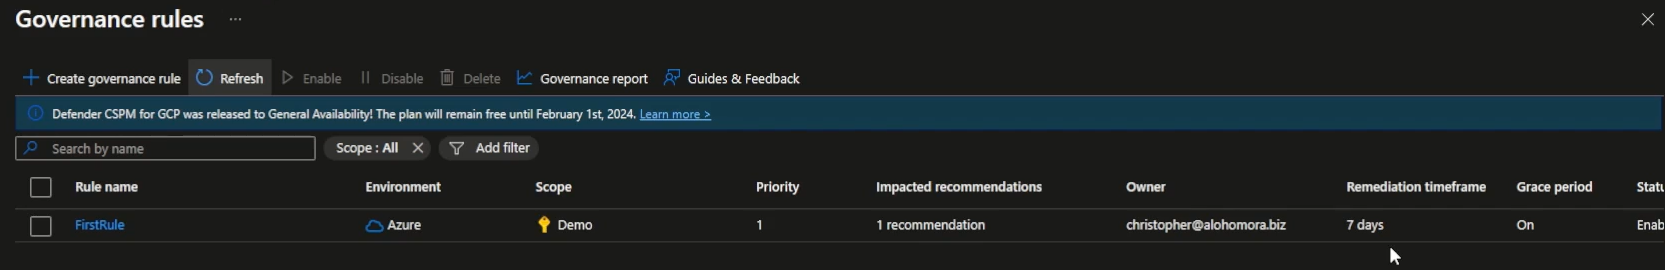 Governance rules ...
Create governance rule Refresh Enable Disable Delete Governance report Guides & Feedback
Defender CSPM for GCP was released to General Availability! The plan will remain free until February 1st, 2024. Learn more >
Search by name Scope : All Add filter
Rule name Environment Scope Priority Impacted recommendations Owner Remediation timeframe Grace period Statu
FirstRule Azure Demo 1 1 recommendation christopher@alohomora.biz 7 days On Enab